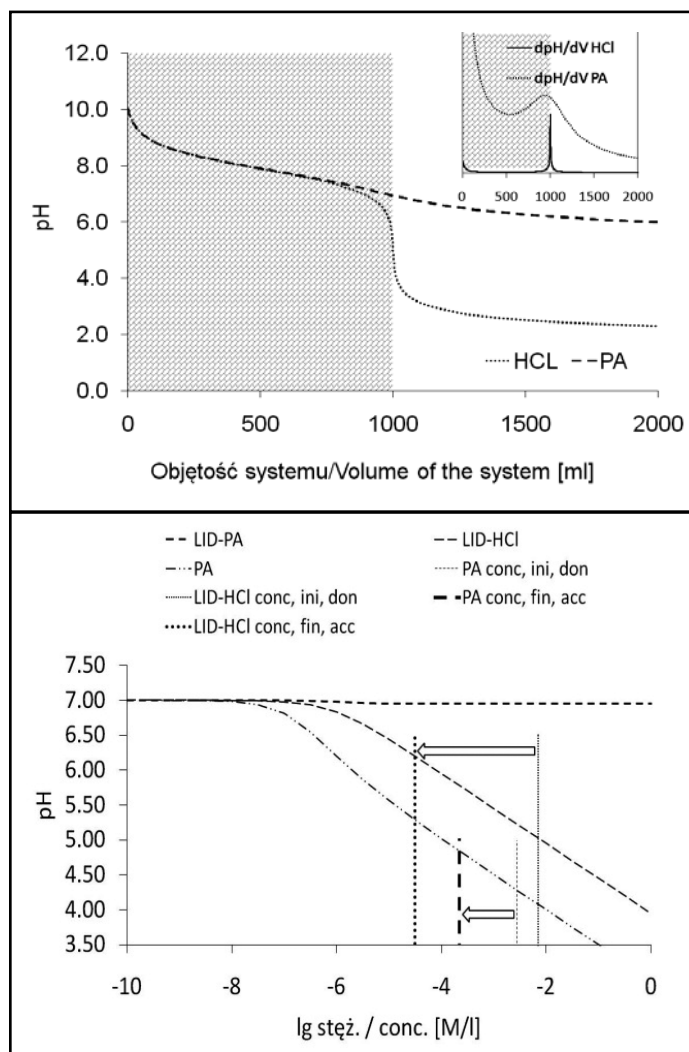 12.0
10.0
8.0
6.0
4.0
2.0
0.0
pH
0 500 1000 1500 2000
Objętość systemu/Volume of the system [ml]
HCL PA
dpH/dV HCl
dpH/dV PA
0 500 1000 1500 2000
LID-PA LID-HCl
PA PA conc, ini, don
LID-HCl conc, ini, don PA conc, fin, acc
LID-HCl conc, fin, acc
7.50
7.00
6.50
6.00
5.50
5.00
4.50
4.00
3.50
pH
-10 -8 -6 -4 -2 0
lg stęż. / conc. [M/l]